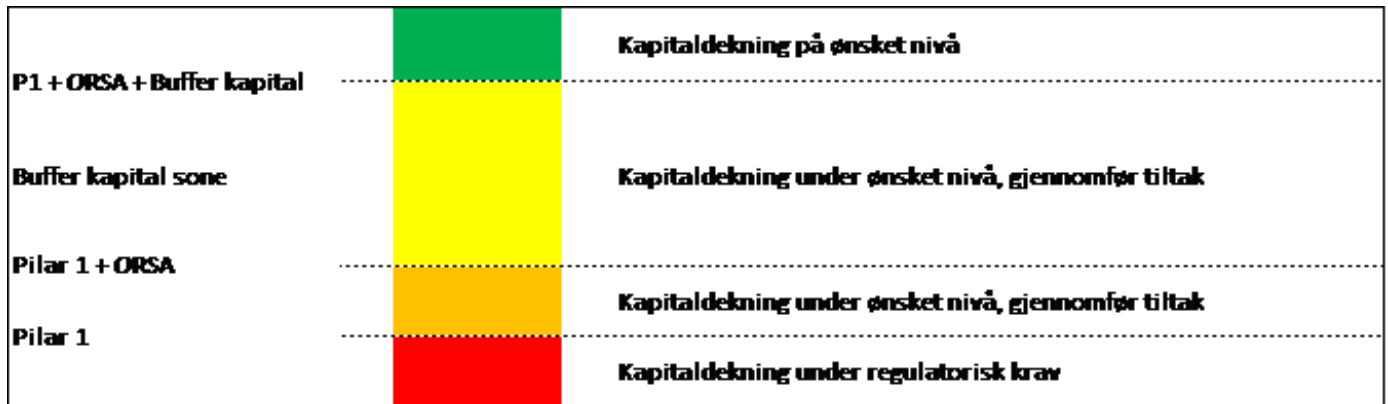 Kapitaldekning på ønsket nivå
P1 + ORSA + Buffer kapital
Buffer kapital sone
Kapitaldekning under ønsket nivå, gjennomfør tiltak
Pilar 1 + ORSA
Kapitaldekning under ønsket nivå, gjennomfør tiltak
Pilar 1
Kapitaldekning under regulatorisk krav